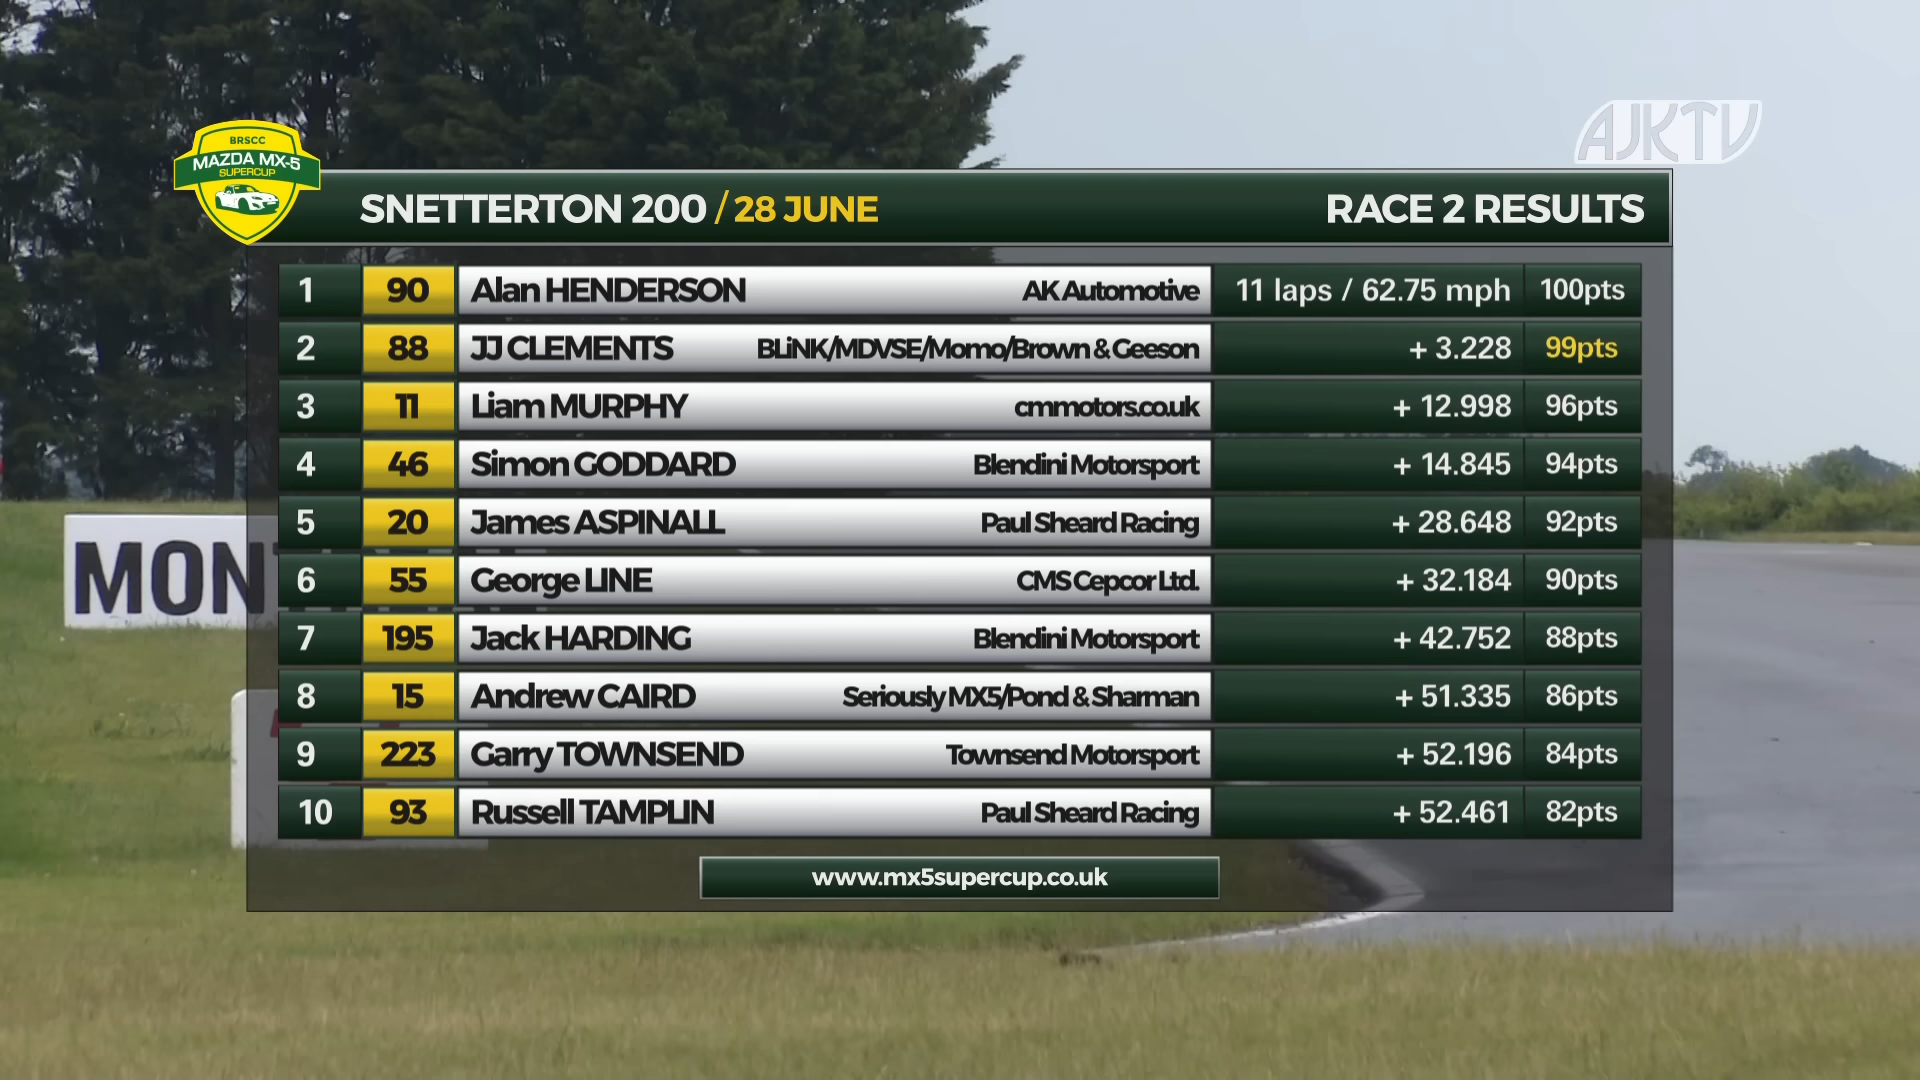 AJKTV
BRSCC
MAZDA MX-5
SUPERCUP
SNETTERTON 200 / 28 JUNE RACE 2 RESULTS
1 90 Alan HENDERSON AK Automotive 11 laps / 62.75 mph 100pts
2 88 JJ CLEMENTS BLiNK/MDVSE/Momo/Brown & Geeson + 3.228 99pts
3 11 Liam MURPHY cmmotors.co.uk + 12.998 96pts
4 46 Simon GODDARD Blendini Motorsport + 14.845 94pts
5 20 James ASPINALL Paul Sheard Racing + 28.648 92pts
6 55 George LINE CMS Cepcor Ltd. + 32.184 90pts
7 195 Jack HARDING Blendini Motorsport + 42.752 88pts
8 15 Andrew CAIRD Seriously MX5/Pond & Sharman + 51.335 86pts
9 223 Garry TOWNSEND Townsend Motorsport + 52.196 84pts
10 93 Russell TAMPLIN Paul Sheard Racing + 52.461 82pts
www.mx5supercup.co.uk